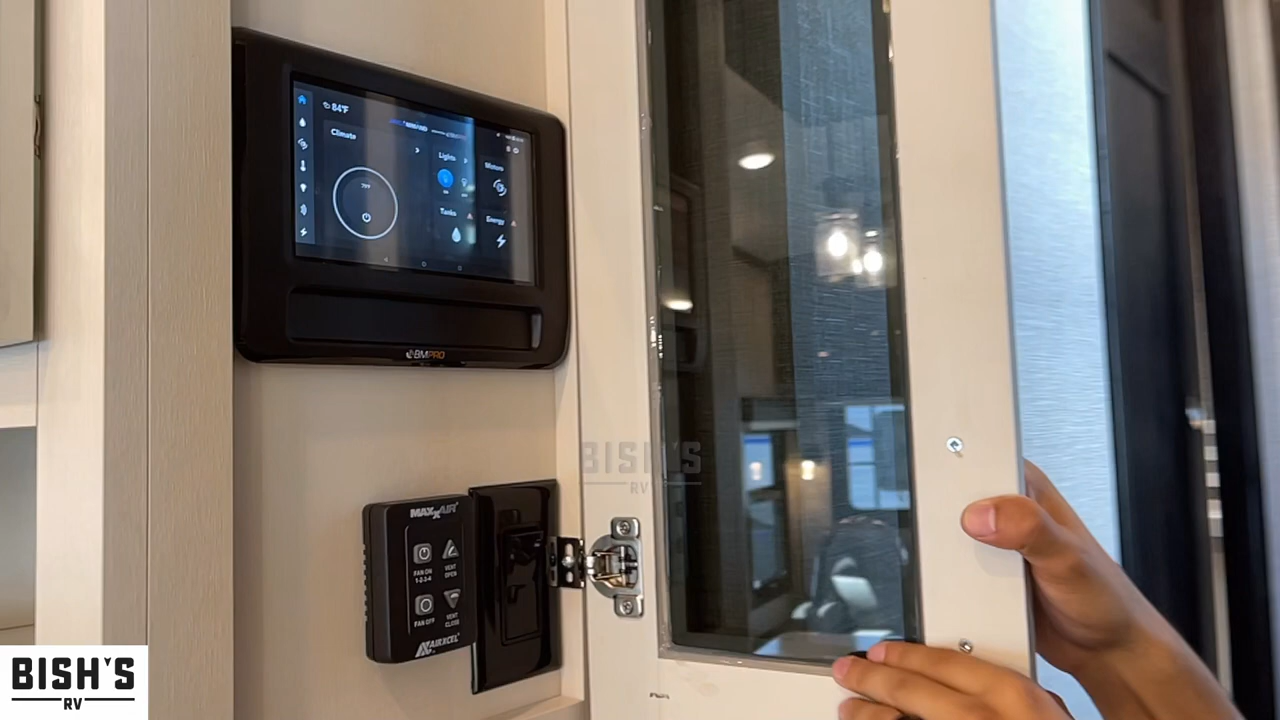 84°F
Climate
Lights
Motors
Tanks
Energy
BMPRO
MAXXAIR
FAN ON
1-2-3-4
VENT
OPEN
FAN OFF
VENT
CLOSE
AIRXCEL
BISH'S
RV
BISH'S
RV